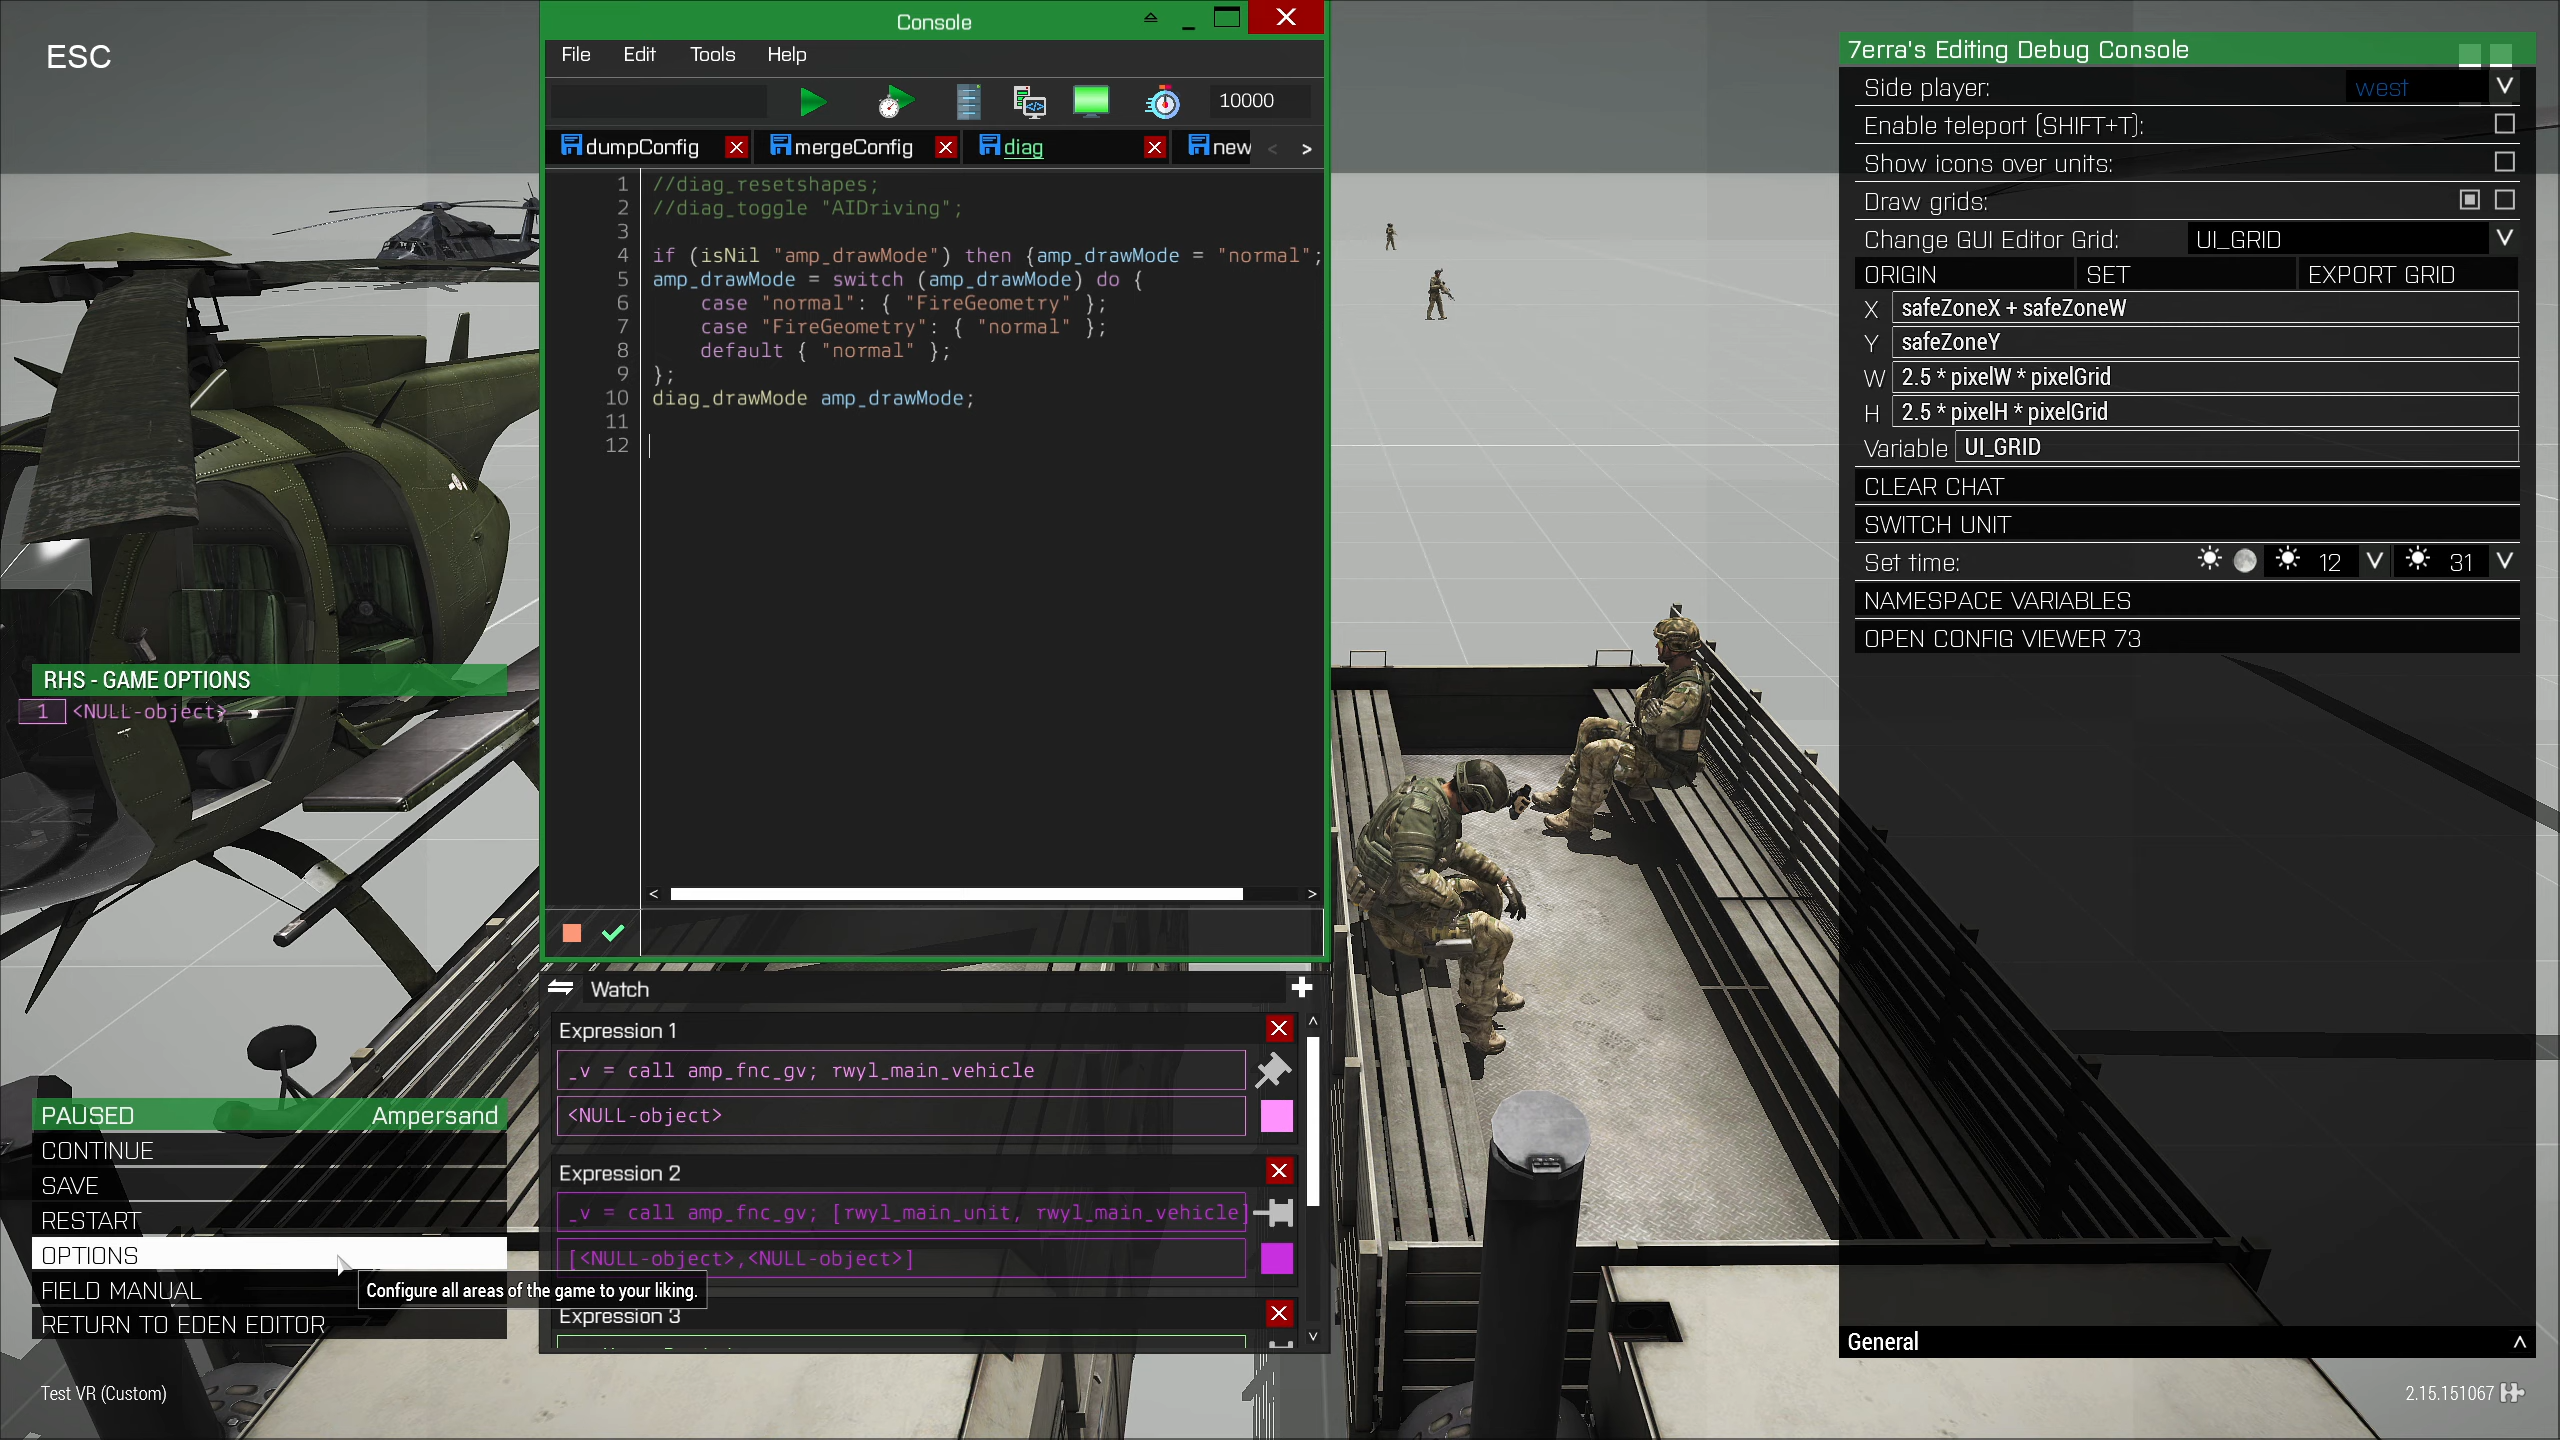 ESC
Console
File Edit Tools Help
10000
dumpConfig mergeConfig diag new < >
1 //diag_resetshapes;
2 //diag_toggle "AIDriving";
3
4 if (isNil "amp_drawMode") then {amp_drawMode = "normal";
5 amp_drawMode = switch (amp_drawMode) do {
6 case "normal": { "FireGeometry" };
7 case "FireGeometry": { "normal" };
8 default { "normal" };
9 };
10 diag_drawMode amp_drawMode;
11
12
Watch
Expression 1
_v = call amp_fnc_gv; rwyl_main_vehicle
<NULL-object>
Expression 2
_v = call amp_fnc_gv; [rwyl_main_unit, rwyl_main_vehicle]
[<NULL-object>,<NULL-object>]
Expression 3
RHS - GAME OPTIONS
1 <NULL-object>
PAUSED Ampersand
CONTINUE
SAVE
RESTART
OPTIONS
Configure all areas of the game to your liking.
FIELD MANUAL
RETURN TO EDEN EDITOR
Test VR (Custom)
7erra's Editing Debug Console
Side player: west
Enable teleport (SHIFT+T):
Show icons over units:
Draw grids:
Change GUI Editor Grid: UI_GRID
ORIGIN SET EXPORT GRID
X safeZoneX + safeZoneW
Y safeZoneY
W 2.5 * pixelW * pixelGrid
H 2.5 * pixelH * pixelGrid
Variable UI_GRID
CLEAR CHAT
SWITCH UNIT
Set time: 12 31
NAMESPACE VARIABLES
OPEN CONFIG VIEWER 73
General
2.15.151067